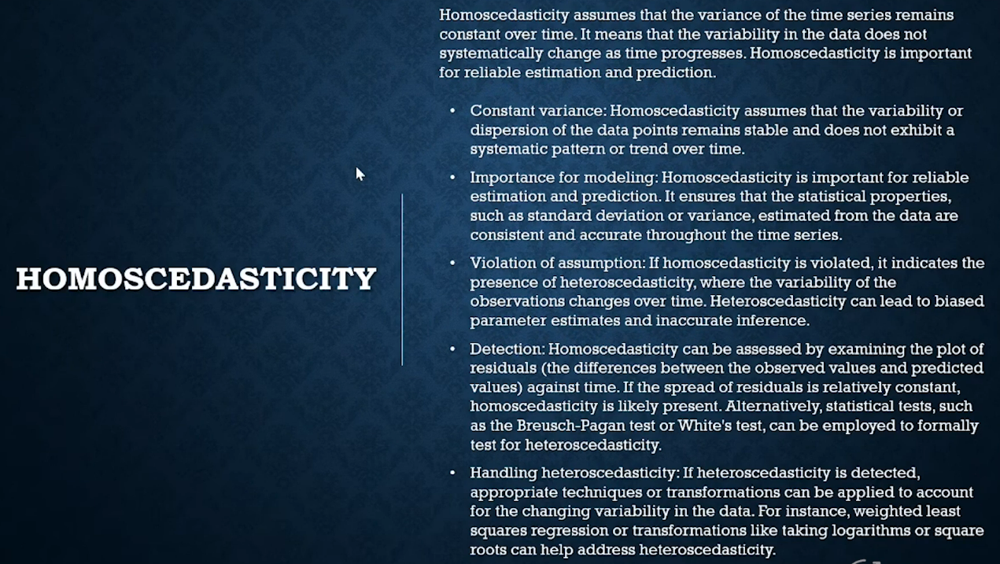 Homoscedasticity assumes that the variance of the time series remains
constant over time. It means that the variability in the data does not
systematically change as time progresses. Homoscedasticity is important
for reliable estimation and prediction.
• Constant variance: Homoscedasticity assumes that the variability or
dispersion of the data points remains stable and does not exhibit a
systematic pattern or trend over time.
• Importance for modeling: Homoscedasticity is important for reliable
estimation and prediction. It ensures that the statistical properties,
such as standard deviation or variance, estimated from the data are
consistent and accurate throughout the time series.
• Violation of assumption: If homoscedasticity is violated, it indicates the
presence of heteroscedasticity, where the variability of the
observations changes over time. Heteroscedasticity can lead to biased
parameter estimates and inaccurate inference.
• Detection: Homoscedasticity can be assessed by examining the plot of
residuals (the differences between the observed values and predicted
values) against time. If the spread of residuals is relatively constant,
homoscedasticity is likely present. Alternatively, statistical tests, such
as the Breusch-Pagan test or White's test, can be employed to formally
test for heteroscedasticity.
• Handling heteroscedasticity: If heteroscedasticity is detected,
appropriate techniques or transformations can be applied to account
for the changing variability in the data. For instance, weighted least
squares regression or transformations like taking logarithms or square
roots can help address heteroscedasticity.
HOMOSCEDASTICITY